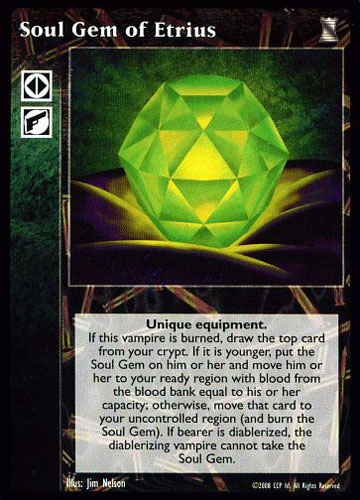 Soul Gem of Etrius
Unique equipment.
If this vampire is burned, draw the top card
from your crypt. If it is younger, put the
Soul Gem on him or her and move him or
her to your ready region with blood from
the blood bank equal to his or her
capacity; otherwise, move that card to
your uncontrolled region (and burn the
Soul Gem). If bearer is diablerized, the
diablerizing vampire cannot take the
Soul Gem.
Illus: Jim Nelson
©2008 CCP hf. All Rights Reserved.